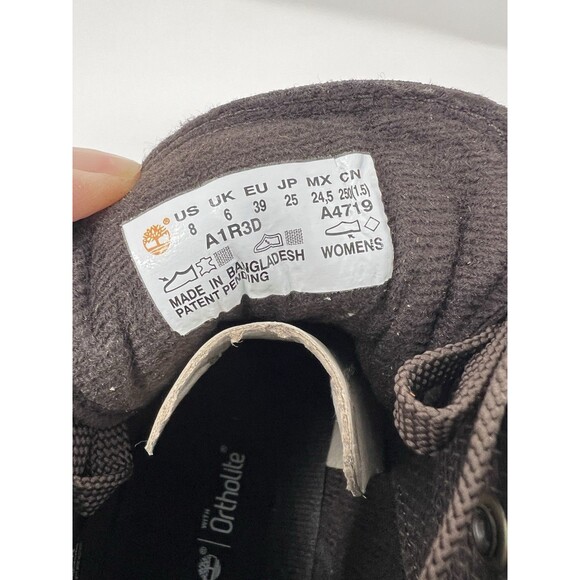 US UK EU JP MX CN
8 6 39 25 24,5 250(1.5)
A1R3D A4719
WOMENS
MADE IN BANGLADESH
PATENT PENDING
WITH
Ortholite